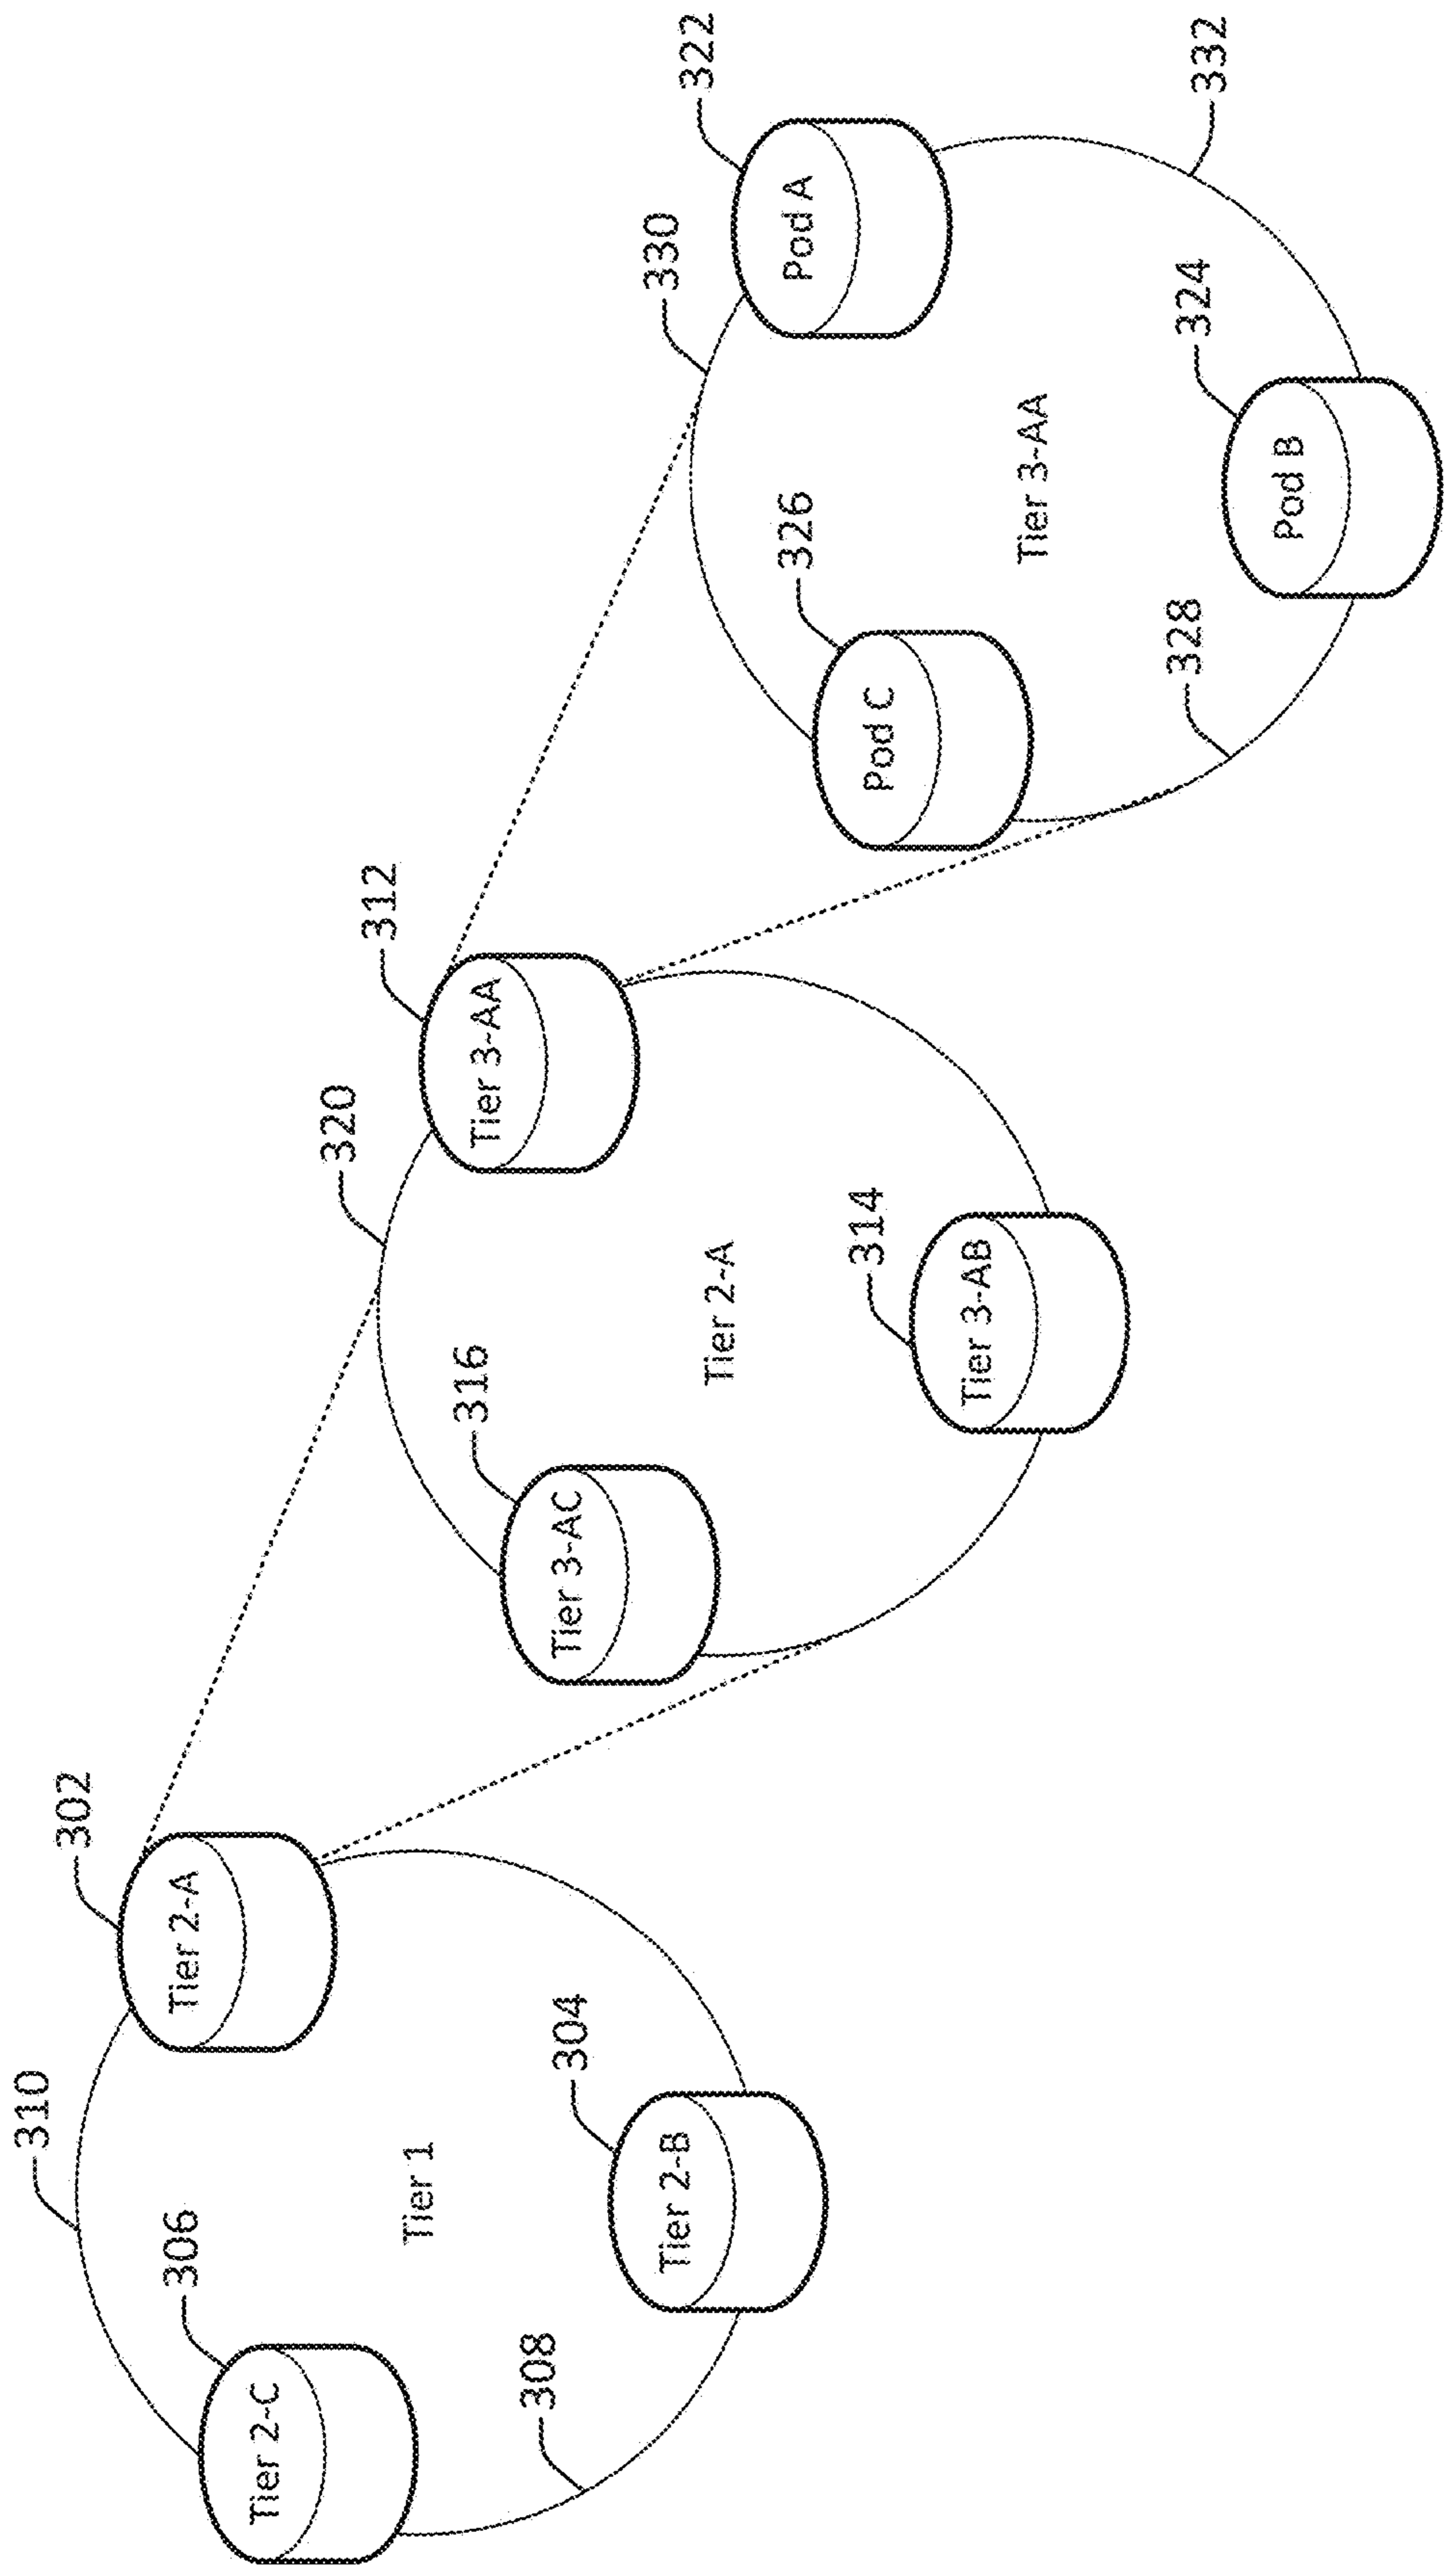 310
302
306
Tier 2-A
Tier 2-C
Tier 1
304
308
Tier 2-B
320
312
316
Tier 3-AA
Tier 3-AC
Tier 2-A
314
Tier 3-AB
330
322
326
Pod A
Pod C
Tier 3-AA
324
328
Pod B
332